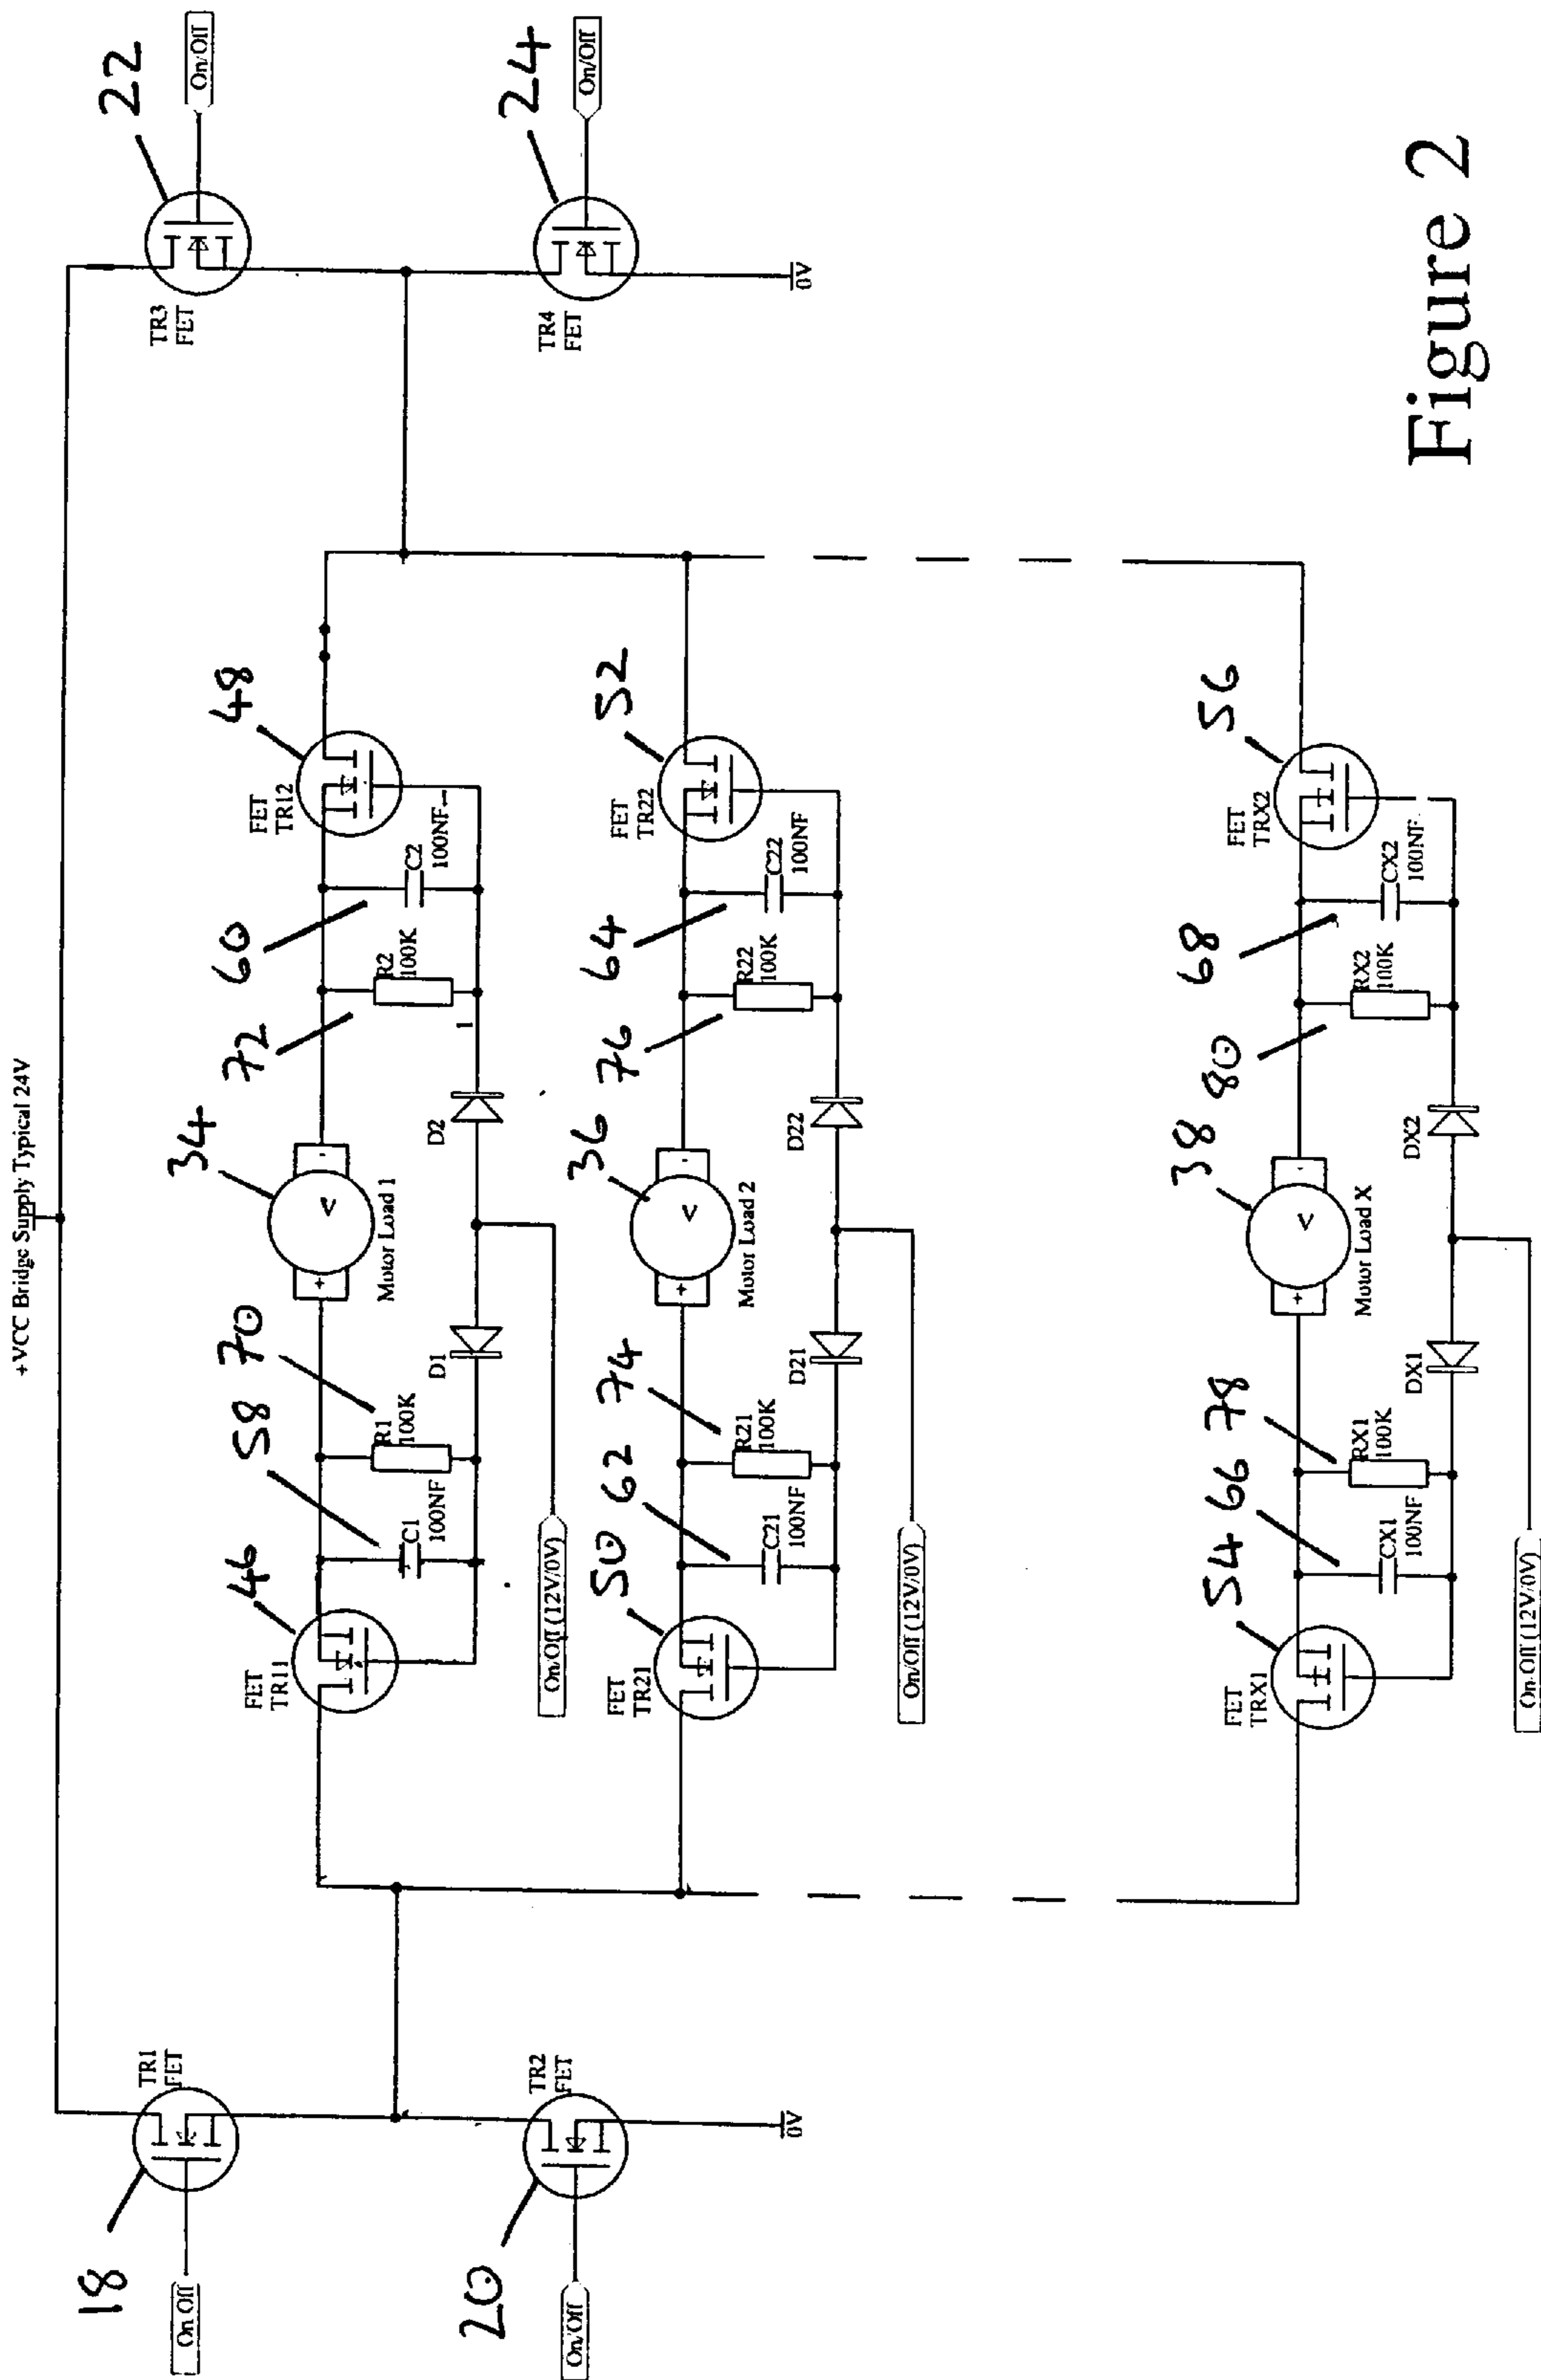 +VCC Bridge Supply Typical 24V
18
On Off
TR1
FET
22
TR3
FET
On/Off
20
On/Off
TR2
FET
0V
24
TR4
FET
On/Off
0V
46
FET
TR11
58
C1
100NF
70
R1
100K
D1
34
+
-
Motor Load 1
D2
72
R2
100K
1
60
C2
100NF
48
FET
TR12
On/Off (12V/0V)
50
FET
TR21
62
C21
100NF
74
R21
100K
D21
36
+
-
Motor Load 2
D22
76
R22
100K
64
C22
100NF
52
FET
TR22
On/Off (12V/0V)
54
FET
TRX1
66
CX1
100NF
78
RX1
100K
DX1
38
+
-
Motor Load X
DX2
80
RX2
100K
68
CX2
100NF
56
FET
TRX2
On/Off (12V/0V)
Figure 2